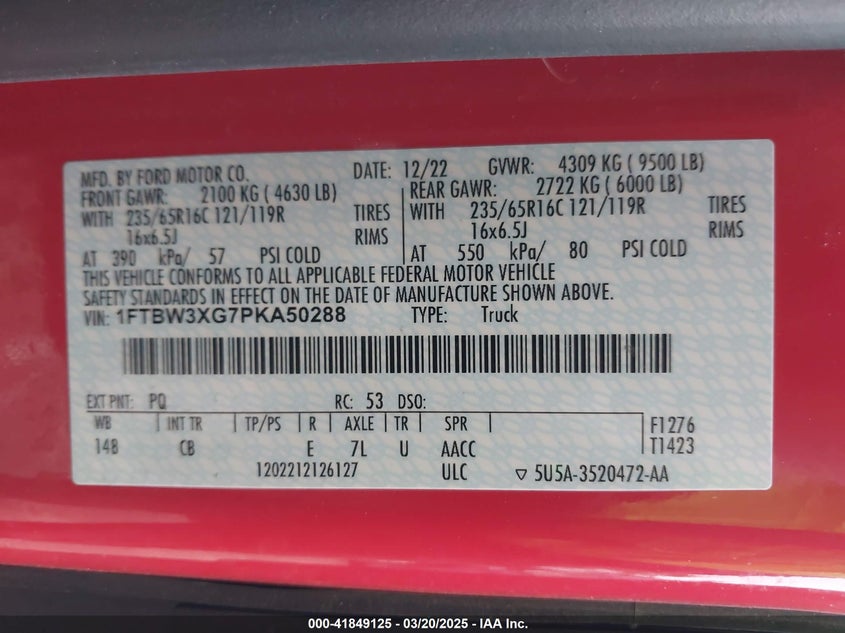 MFD. BY FORD MOTOR CO. DATE: 12/22 GVWR: 4309 KG ( 9500 LB)
FRONT GAWR: 2100 KG ( 4630 LB) REAR GAWR: 2722 KG ( 6000 LB)
WITH 235/65R16C 121/119R TIRES WITH 235/65R16C 121/119R TIRES
16x6.5J RIMS 16x6.5J RIMS
AT 390 kPa/ 57 PSI COLD AT 550 kPa/ 80 PSI COLD
THIS VEHICLE CONFORMS TO ALL APPLICABLE FEDERAL MOTOR VEHICLE
SAFETY STANDARDS IN EFFECT ON THE DATE OF MANUFACTURE SHOWN ABOVE.
VIN: 1FTBW3XG7PKA50288 TYPE: Truck
EXT PNT: PQ RC: 53 DSO:
WB INT TR TP/PS R AXLE TR SPR F1276
148 CB E 7L U AACC T1423
1202212126127 ULC ▽ 5U5A-3520472-AA
000-41849125 - 03/20/2025 - IAA Inc.